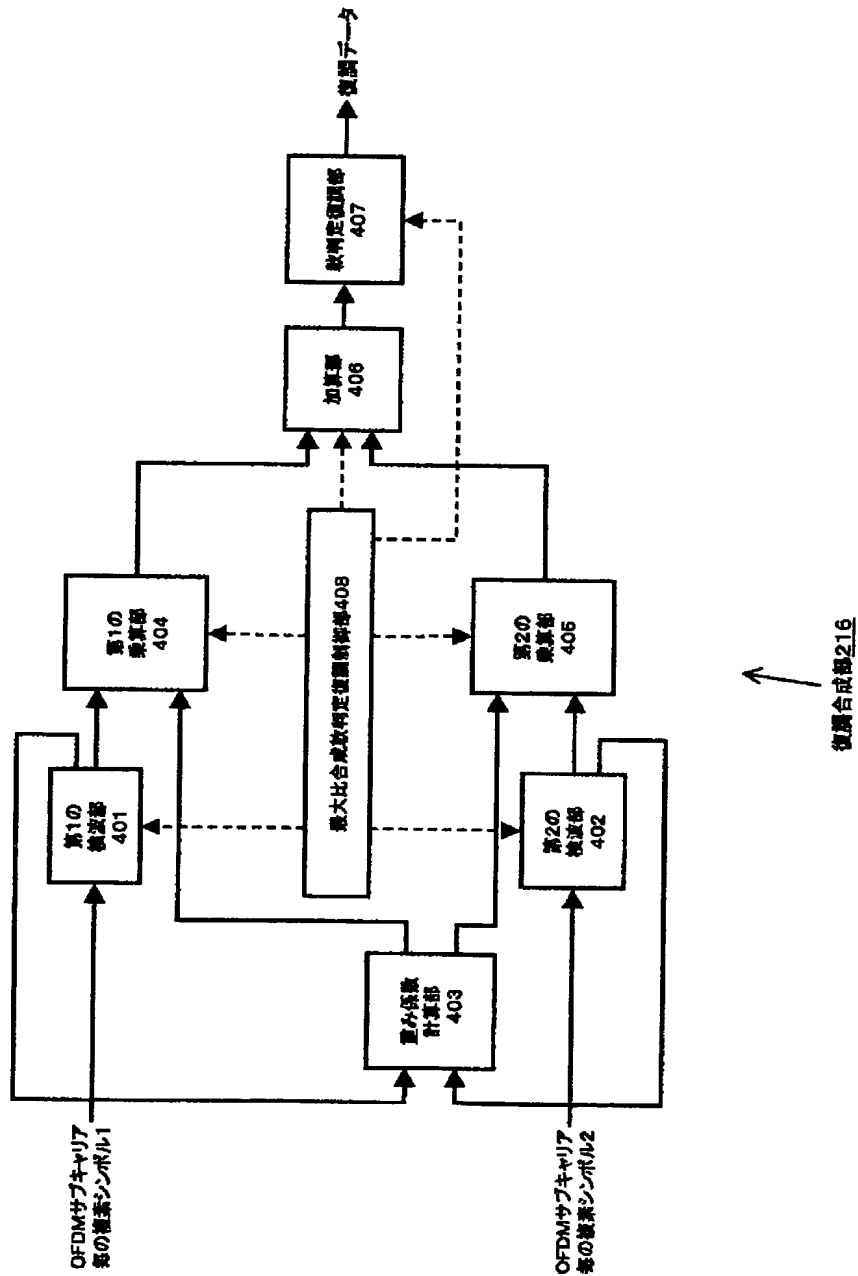 OFDMサブキャリア
毎の複素シンボル1
第1の
検波部
401
第1の
乗算部
404
重み係数
計算部
403
最大比合成軟判定復調制御部408
加算部
406
軟判定復調部
407
復調データ
OFDMサブキャリア
毎の複素シンボル2
第2の
検波部
402
第2の
乗算部
405
復調合成部216